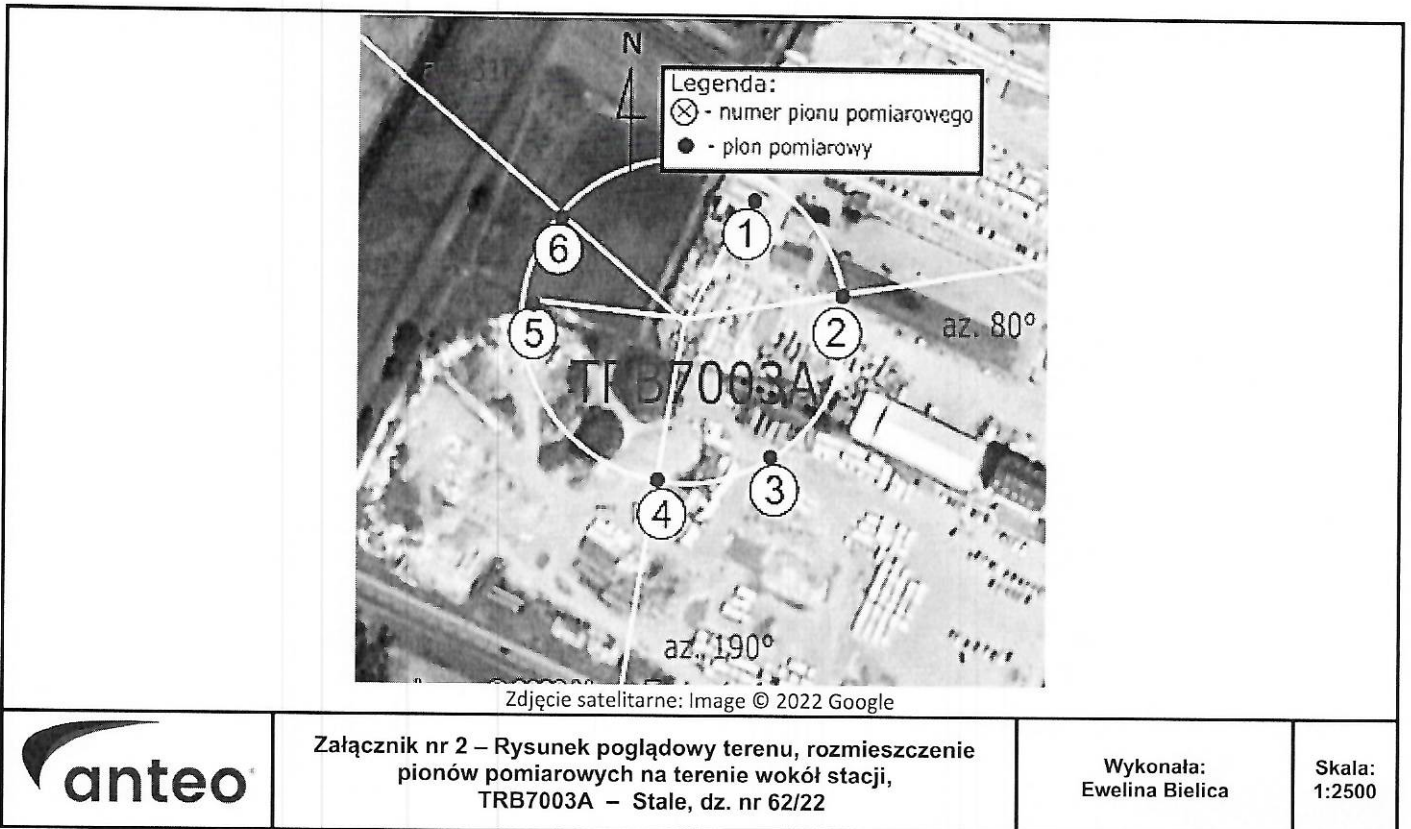 N
Legenda:
- numer pionu pomiarowego
- pion pomiarowy
1
6
5
2
az. 80°
TRB7003A
3
4
az. 190°
Zdjęcie satelitarne: Image © 2022 Google
anteo
Załącznik nr 2 – Rysunek poglądowy terenu, rozmieszczenie
pionów pomiarowych na terenie wokół stacji,
TRB7003A – Stale, dz. nr 62/22
Wykonała:
Ewelina Bielica
Skala:
1:2500